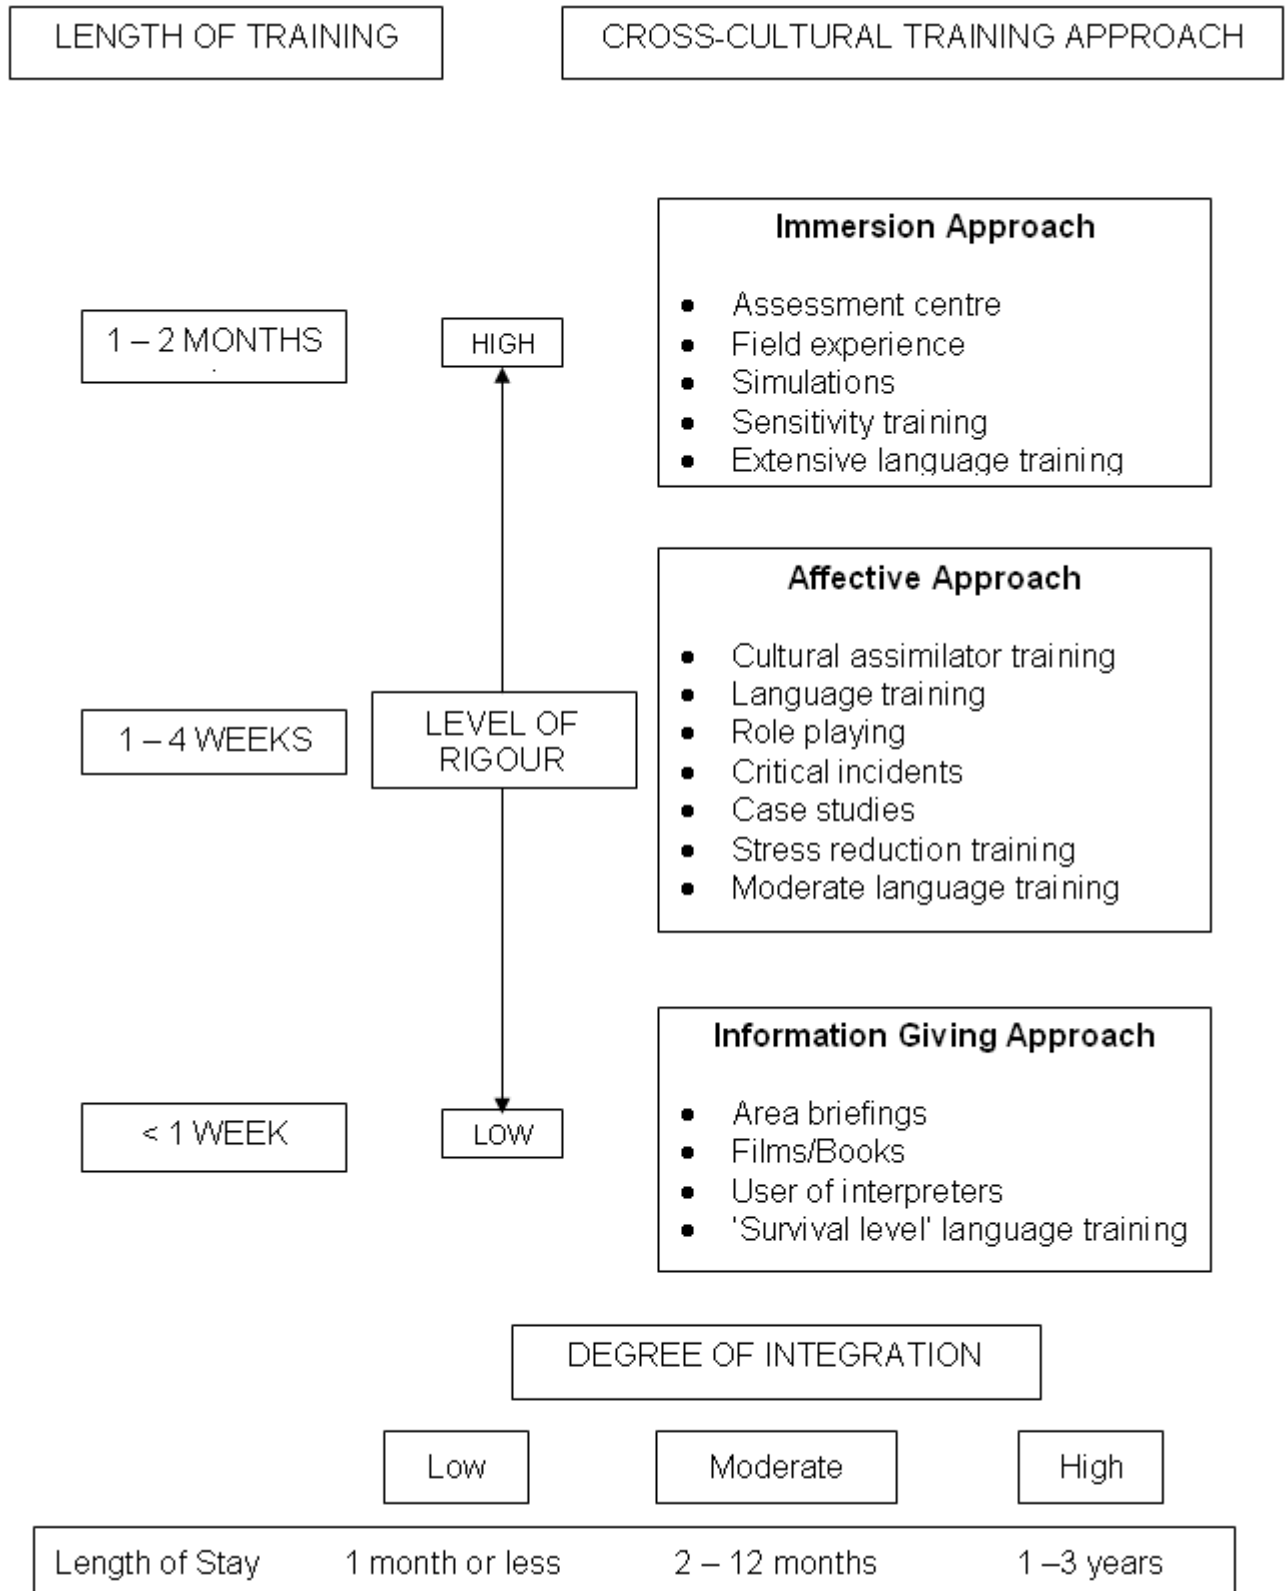 LENGTH OF TRAINING
CROSS-CULTURAL TRAINING APPROACH
Immersion Approach
• Assessment centre
• Field experience
• Simulations
• Sensitivity training
• Extensive language training
1 – 2 MONTHS
.
HIGH
Affective Approach
• Cultural assimilator training
• Language training
• Role playing
• Critical incidents
• Case studies
• Stress reduction training
• Moderate language training
1 – 4 WEEKS
LEVEL OF
RIGOUR
Information Giving Approach
• Area briefings
• Films/Books
• User of interpreters
• 'Survival level' language training
< 1 WEEK
LOW
DEGREE OF INTEGRATION
Low
Moderate
High
Length of Stay 1 month or less 2 – 12 months 1 –3 years